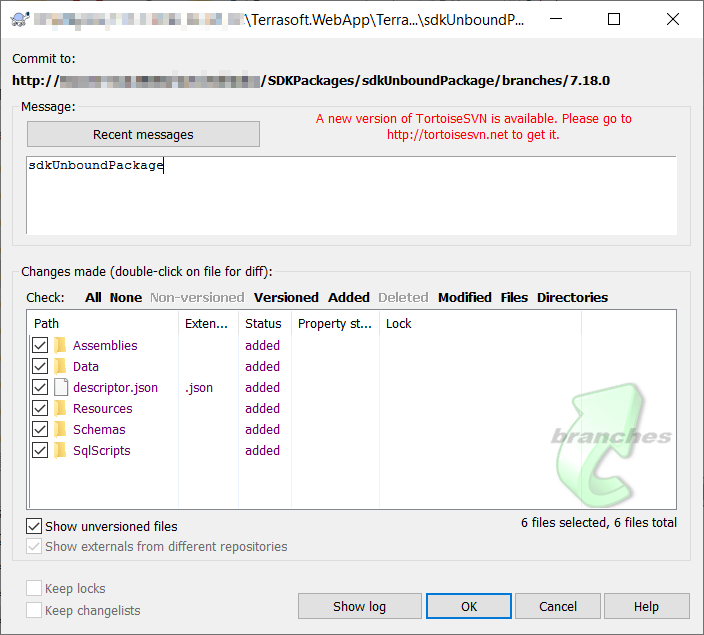 \Terrasoft.WebApp\Terra...\sdkUnboundP...
Commit to:
http:// /SDKPackages/sdkUnboundPackage/branches/7.18.0
Message:
Recent messages
A new version of TortoiseSVN is available. Please go to
http://tortoisesvn.net to get it.
sdkUnboundPackage
Changes made (double-click on file for diff):
Check: All None Non-versioned Versioned Added Deleted Modified Files Directories
Path Exten... Status Property st... Lock
Assemblies added
Data added
descriptor.json .json added
Resources added
Schemas added
SqlScripts added
branches
Show unversioned files
6 files selected, 6 files total
Show externals from different repositories
Keep locks
Keep changelists
Show log OK Cancel Help